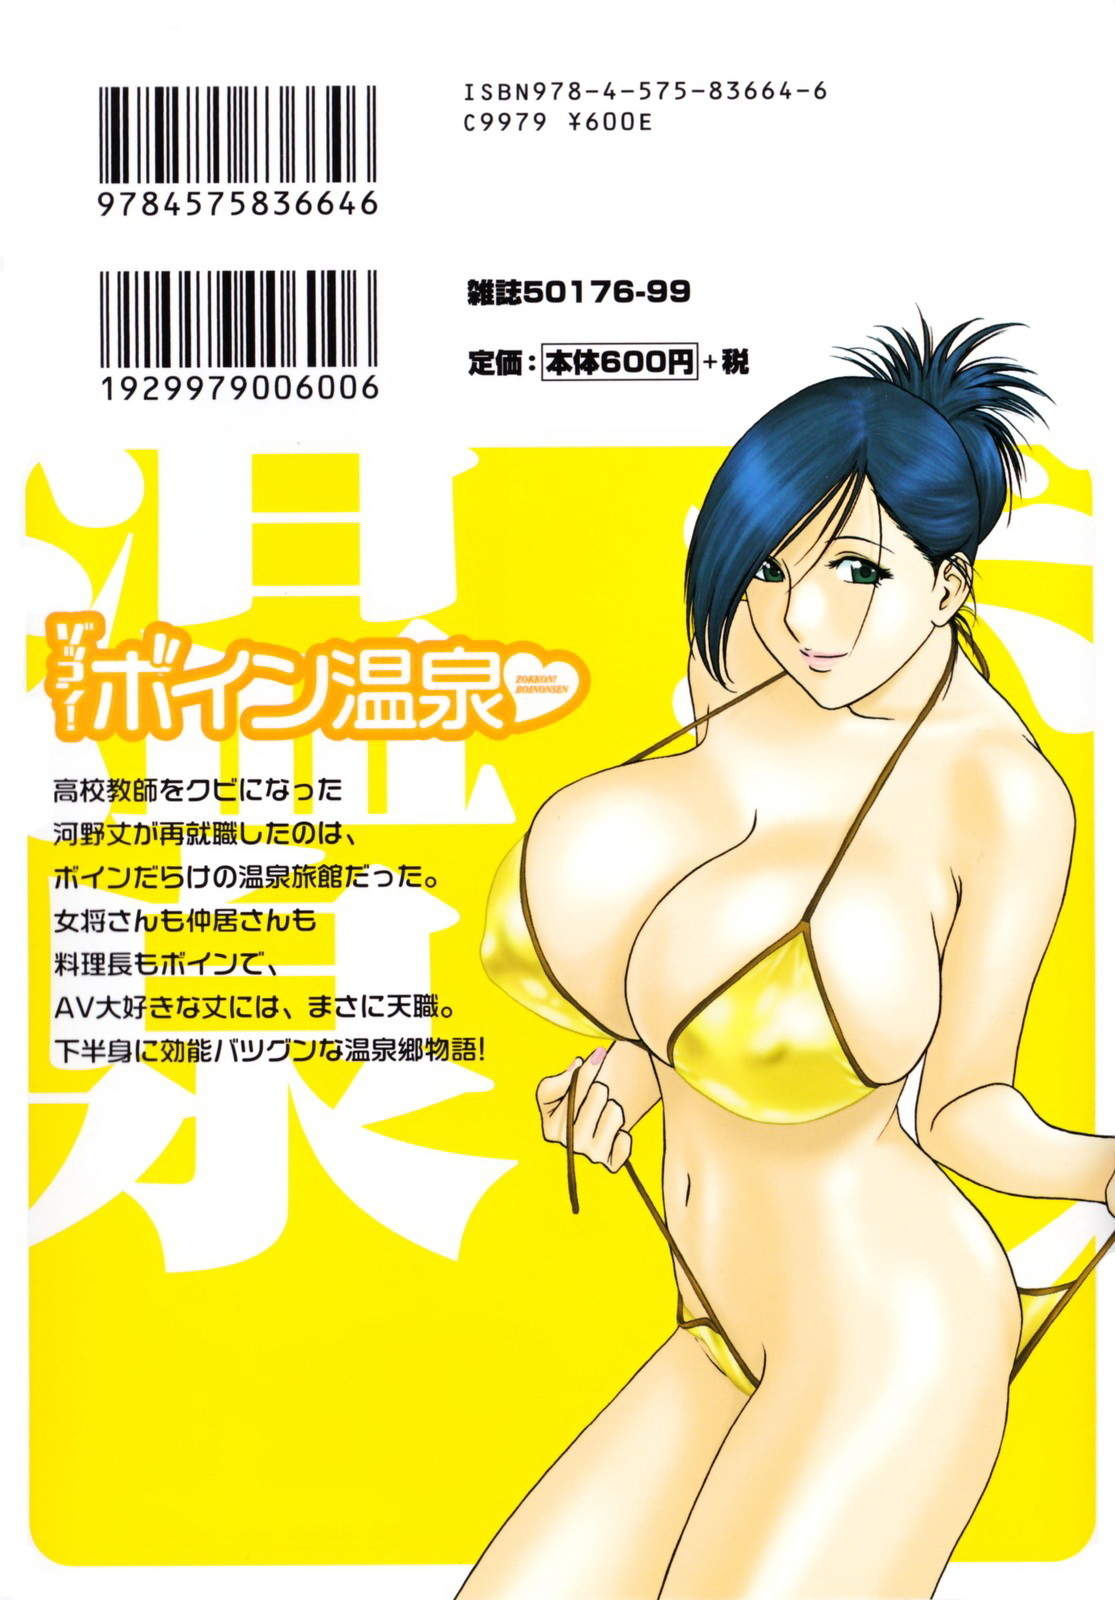 ISBN978-4-575-83664-6
C9979 ¥600E
9784575836646
雑誌50176-99
定価：本体600円+税
1929979006006
温泉
ゾッコン！
ボイン温泉
ZOKKON!
BOINONSEN
高校教師をクビになった
河野丈が再就職したのは、
ボインだらけの温泉旅館だった。
女将さんも仲居さんも
料理長もボインで、
AV大好きな丈には、まさに天職。
下半身に効能バツグンな温泉郷物語！